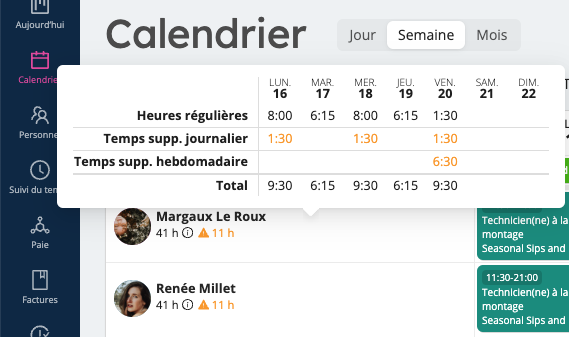 Aujourd'hui
Calendrier
Personne
Suivi du tem
Paie
Factures
Calendrier
Jour
Semaine
Mois
LUN. MAR. MER. JEU. VEN. SAM. DIM.
16 17 18 19 20 21 22
Heures régulières 8:00 6:15 8:00 6:15 1:30
Temps supp. journalier 1:30 1:30 1:30
Temps supp. hebdomadaire 6:30
Total 9:30 6:15 9:30 6:15 9:30
Margaux Le Roux
41 h 11 h
Technicien(ne) à la
montage
Seasonal Sips and
Renée Millet
41 h 11 h
11:30-21:00
Technicien(ne) à la
montage
Seasonal Sips and